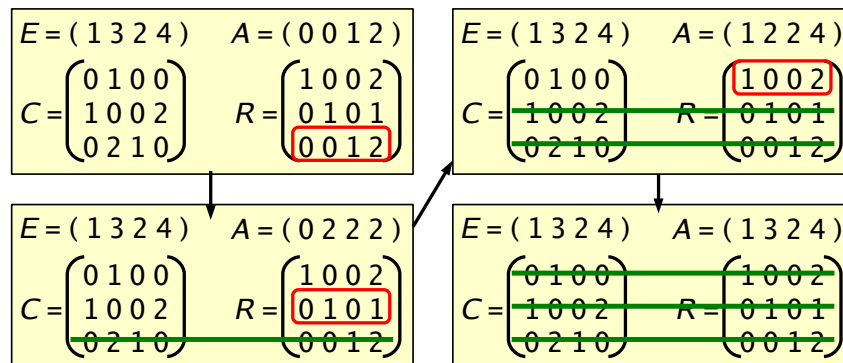 E = ( 1 3 2 4 ) A = ( 0 0 1 2 )
0 1 0 0 1 0 0 2
C = 1 0 0 2 R = 0 1 0 1
0 2 1 0 0 0 1 2
E = ( 1 3 2 4 ) A = ( 0 2 2 2 )
0 1 0 0 1 0 0 2
C = 1 0 0 2 R = 0 1 0 1
0 2 1 0 0 0 1 2
E = ( 1 3 2 4 ) A = ( 1 2 2 4 )
0 1 0 0 1 0 0 2
C = 1 0 0 2 R = 0 1 0 1
0 2 1 0 0 0 1 2
E = ( 1 3 2 4 ) A = ( 1 3 2 4 )
0 1 0 0 1 0 0 2
C = 1 0 0 2 R = 0 1 0 1
0 2 1 0 0 0 1 2